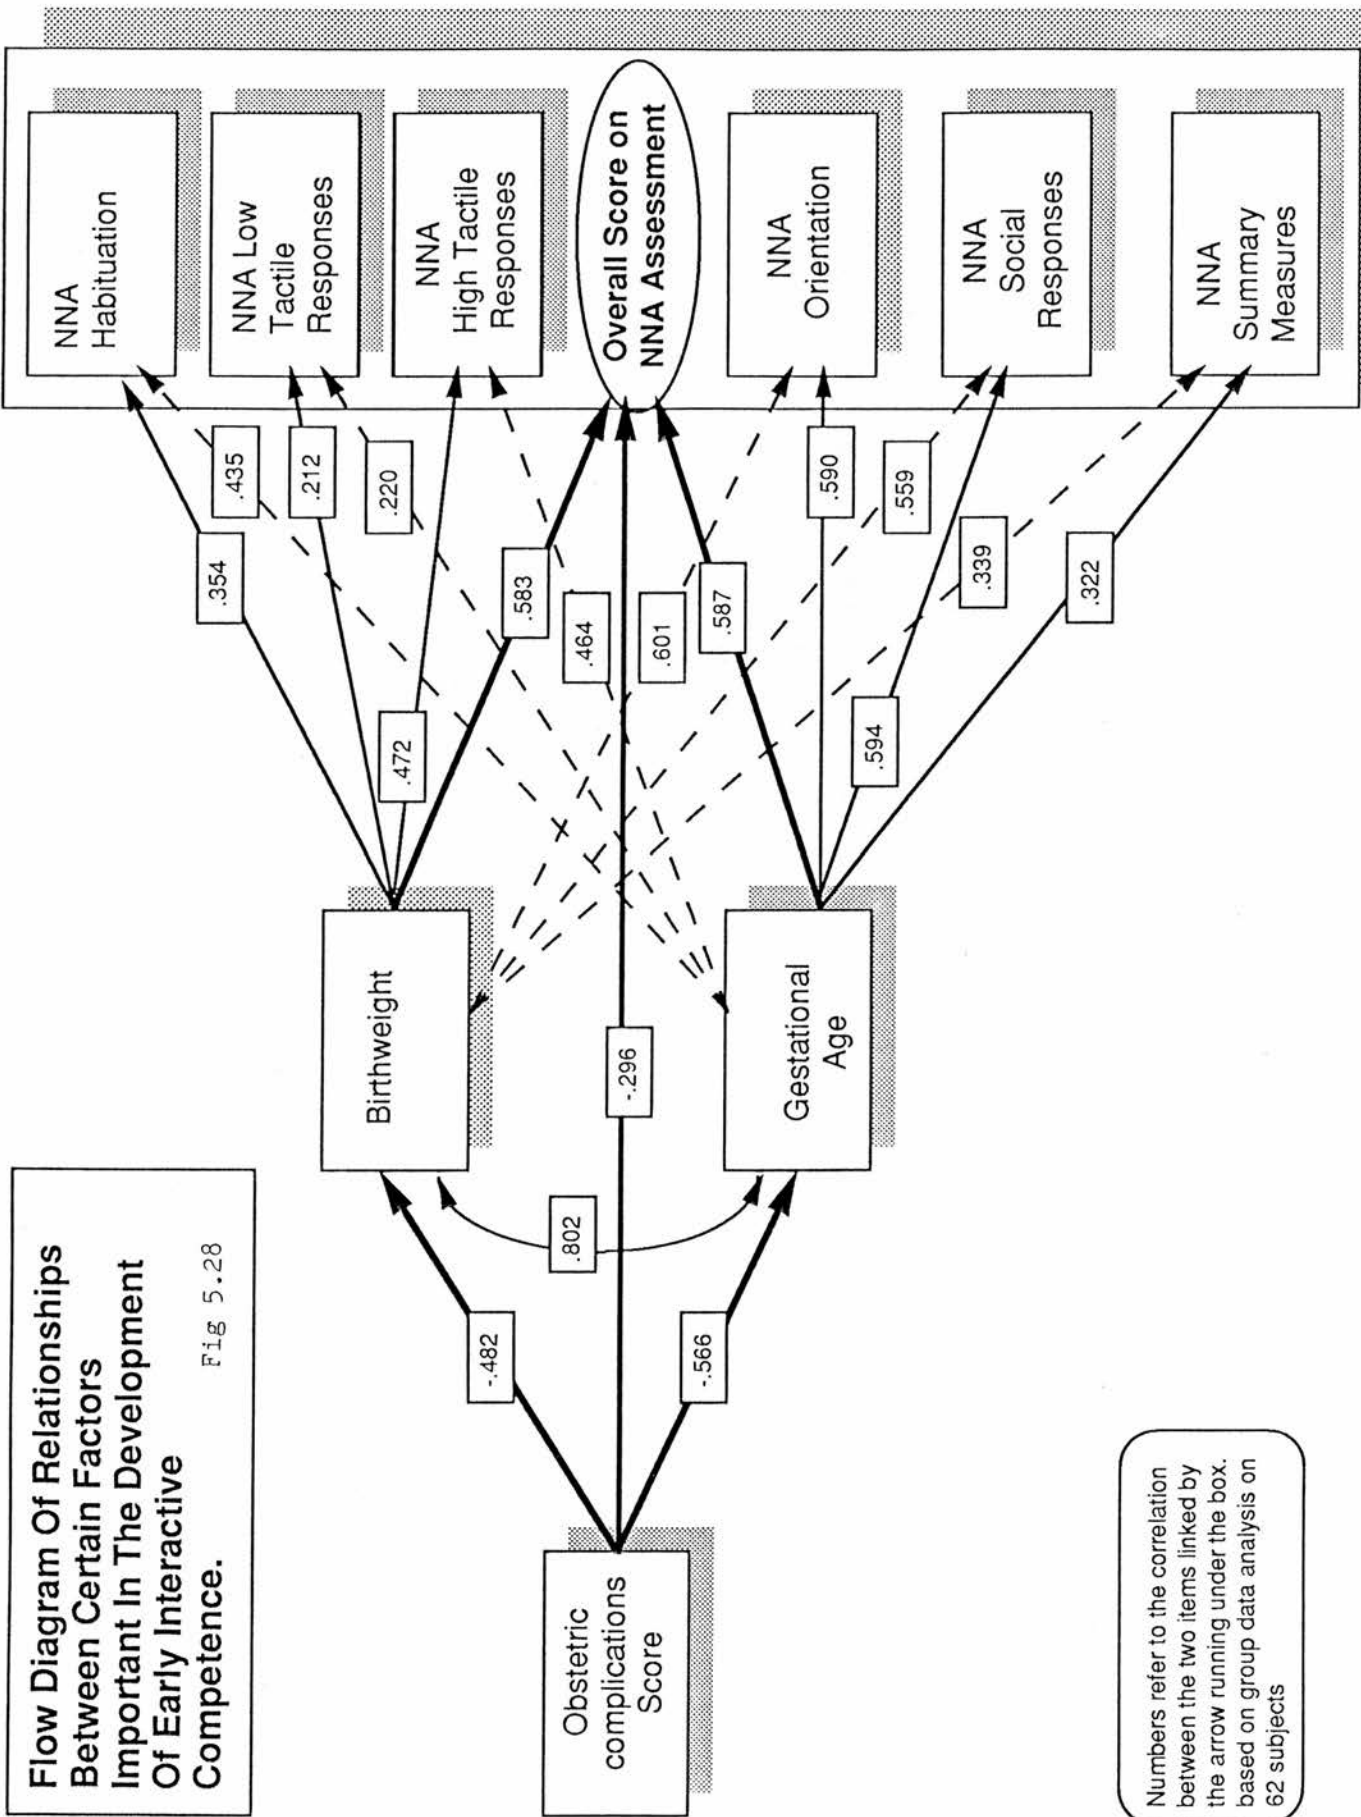 Flow Diagram Of Relationships
Between Certain Factors
Important In The Development
Of Early Interactive
Competence.
Fig 5.28
Obstetric
complications
Score
-.482
-.296
-.566
.802
Birthweight
Gestational
Age
.354
.435
.212
.220
.472
.583
.464
.601
.587
.590
.594
.559
.339
.322
NNA
Habituation
NNA Low
Tactile
Responses
NNA
High Tactile
Responses
Overall Score on
NNA Assessment
NNA
Orientation
NNA
Social
Responses
NNA
Summary
Measures
Numbers refer to the correlation
between the two items linked by
the arrow running under the box.
based on group data analysis on
62 subjects